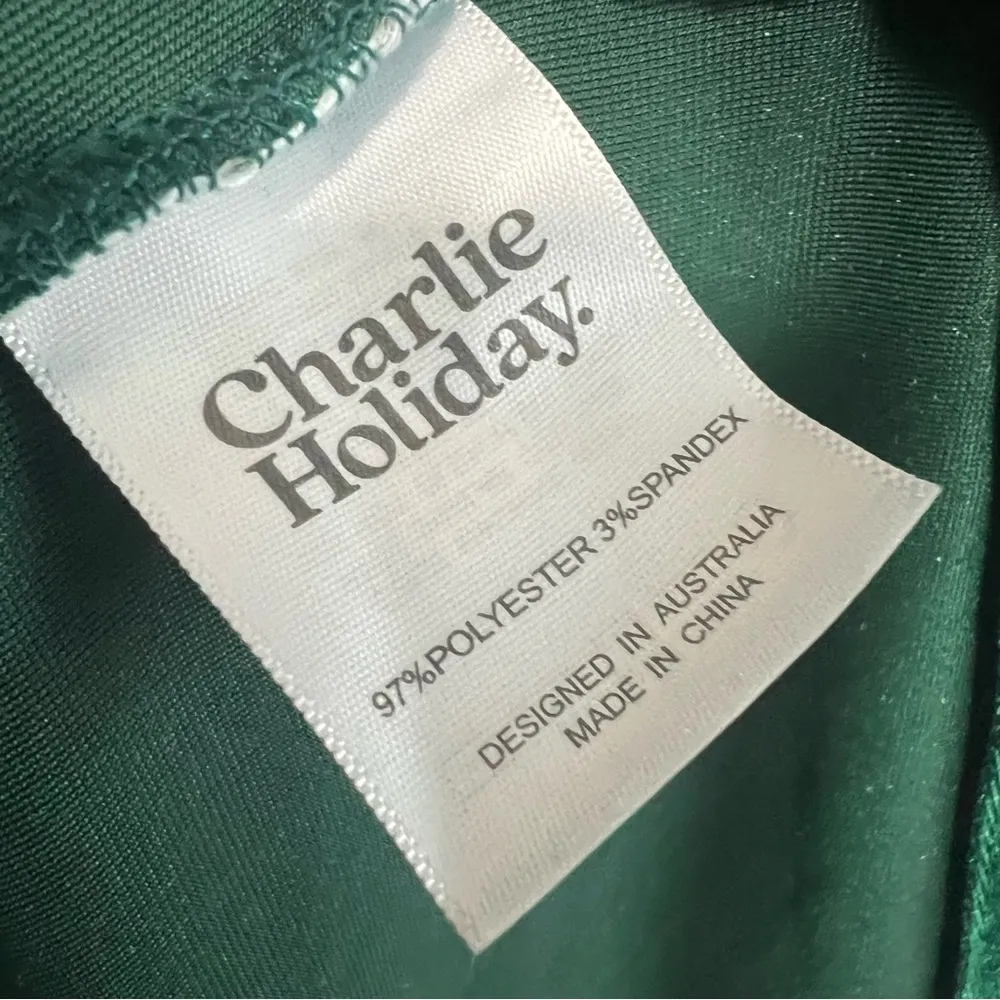 Charlie
Holiday.
97%POLYESTER 3%SPANDEX
DESIGNED IN AUSTRALIA
MADE IN CHINA